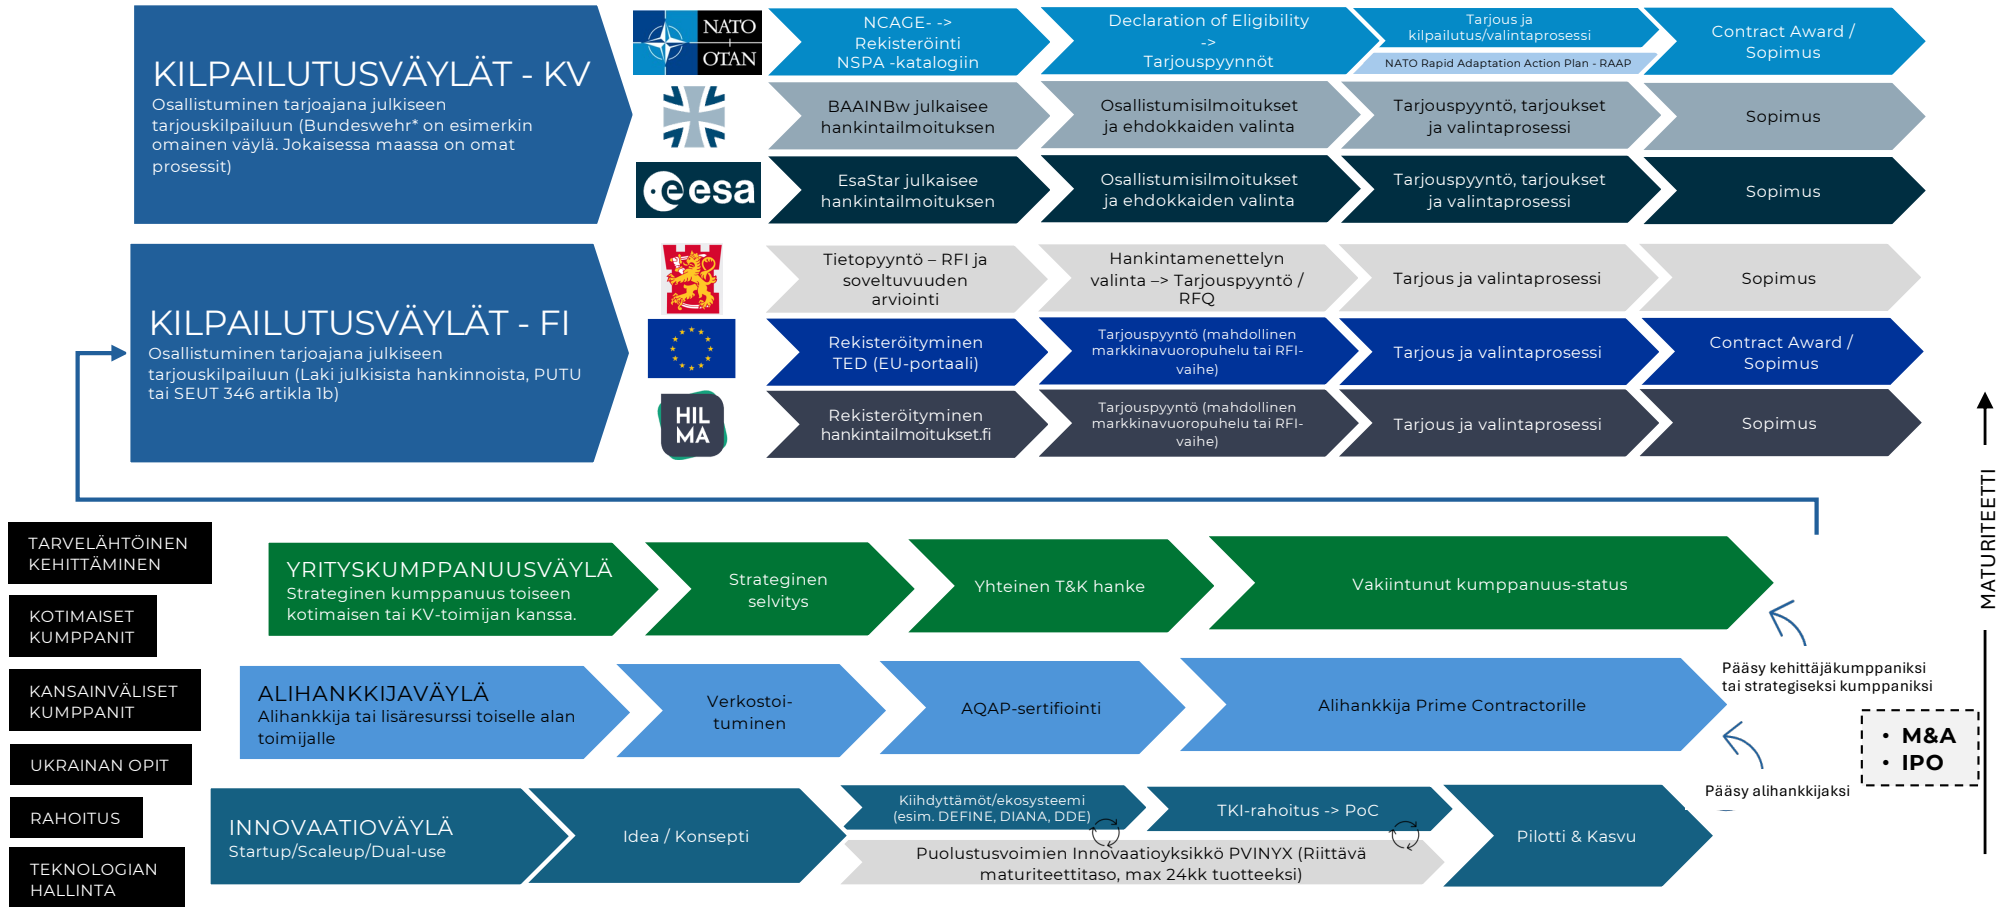 KILPAILUTUSVÄYLÄT - KV
Osallistuminen tarjoajana julkiseen
tarjouskilpailuun (Bundeswehr* on esimerkin
omainen väylä. Jokaisessa maassa on omat
prosessit)
NATO
OTAN
NCAGE- ->
Rekisteröinti
NSPA -katalogiin
Declaration of Eligibility
->
Tarjouspyynnöt
Tarjous ja
kilpailutus/valintaprosessi
NATO Rapid Adaptation Action Plan - RAAP
Contract Award /
Sopimus
BAAINBw julkaisee
hankintailmoituksen
Osallistumisilmoitukset
ja ehdokkaiden valinta
Tarjouspyyntö, tarjoukset
ja valintaprosessi
Sopimus
esa
EsaStar julkaisee
hankintailmoituksen
Osallistumisilmoitukset
ja ehdokkaiden valinta
Tarjouspyyntö, tarjoukset
ja valintaprosessi
Sopimus
KILPAILUTUSVÄYLÄT - FI
Osallistuminen tarjoajana julkiseen
tarjouskilpailuun (Laki julkisista hankinnoista, PUTU
tai SEUT 346 artikla 1b)
Tietopyyntö – RFI ja
soveltuvuuden
arviointi
Hankintamenettelyn
valinta –> Tarjouspyyntö /
RFQ
Tarjous ja valintaprosessi
Sopimus
Rekisteröityminen
TED (EU-portaali)
Tarjouspyyntö (mahdollinen
markkinavuoropuhelu tai RFI-
vaihe)
Tarjous ja valintaprosessi
Contract Award /
Sopimus
HIL
MA
Rekisteröityminen
hankintailmoitukset.fi
Tarjouspyyntö (mahdollinen
markkinavuoropuhelu tai RFI-
vaihe)
Tarjous ja valintaprosessi
Sopimus
MATURITEETTI
TARVELÄHTÖINEN
KEHITTÄMINEN
KOTIMAISET
KUMPPANIT
KANSAINVÄLISET
KUMPPANIT
UKRAINAN OPIT
RAHOITUS
TEKNOLOGIAN
HALLINTA
YRITYSKUMPPANUUSVÄYLÄ
Strateginen kumppanuus toiseen
kotimaisen tai KV-toimijan kanssa.
Strateginen
selvitys
Yhteinen T&K hanke
Vakiintunut kumppanuus-status
Pääsy kehittäjäkumppaniksi
tai strategiseksi kumppaniksi
ALIHANKKIJAVÄYLÄ
Alihankkija tai lisäresurssi toiselle alan
toimijalle
Verkostoi-
tuminen
AQAP-sertifiointi
Alihankkija Prime Contractorille
• M&A
• IPO
Pääsy alihankkijaksi
INNOVAATIOVÄYLÄ
Startup/Scaleup/Dual-use
Idea / Konsepti
Kiihdyttämöt/ekosysteemi
(esim. DEFINE, DIANA, DDE)
TKI-rahoitus -> PoC
Puolustusvoimien Innovaatioyksikkö PVINYX (Riittävä
maturiteettitaso, max 24kk tuotteeksi)
Pilotti & Kasvu